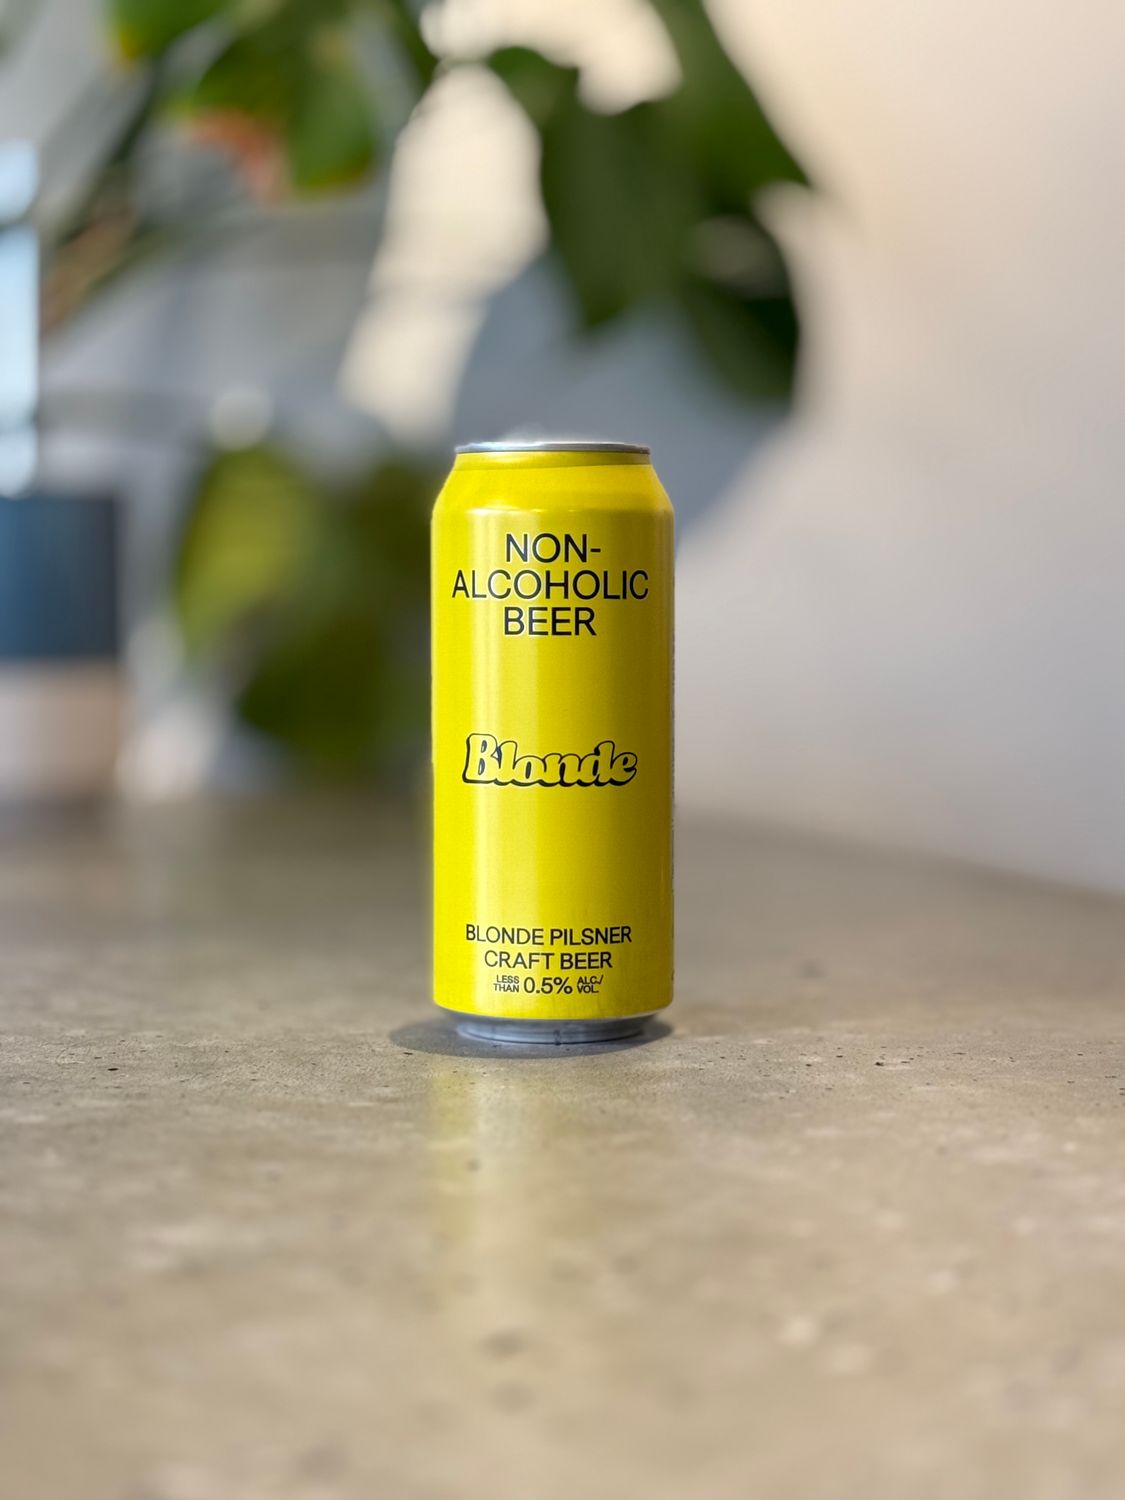 NON-
ALCOHOLIC
BEER
Blonde
BLONDE PILSNER
CRAFT BEER
LESS THAN 0.5% ALC./VOL.